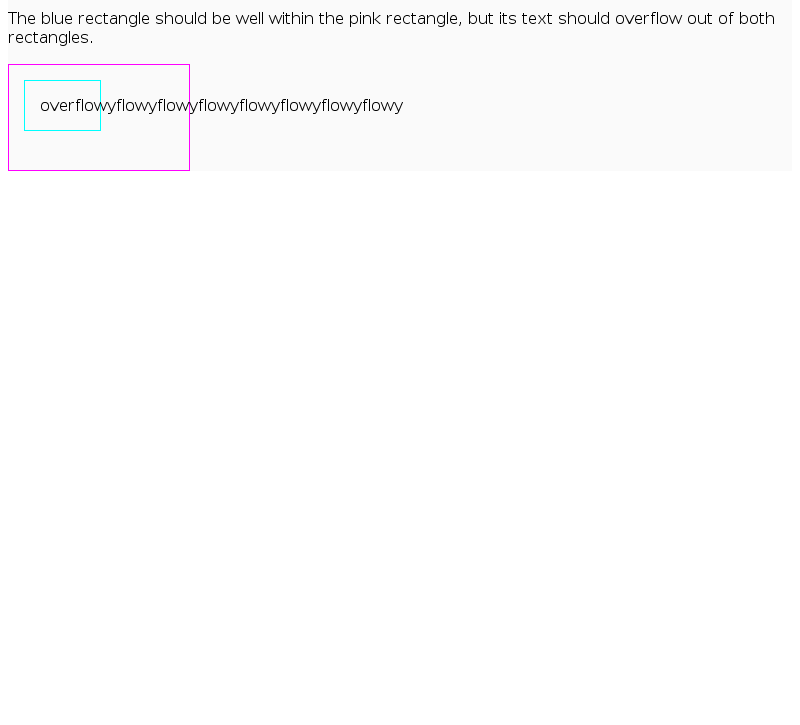 The blue rectangle should be well within the pink rectangle, but its text should overflow out of both
rectangles.
overflowyflowyflowyflowyflowyflowyflowyflowy